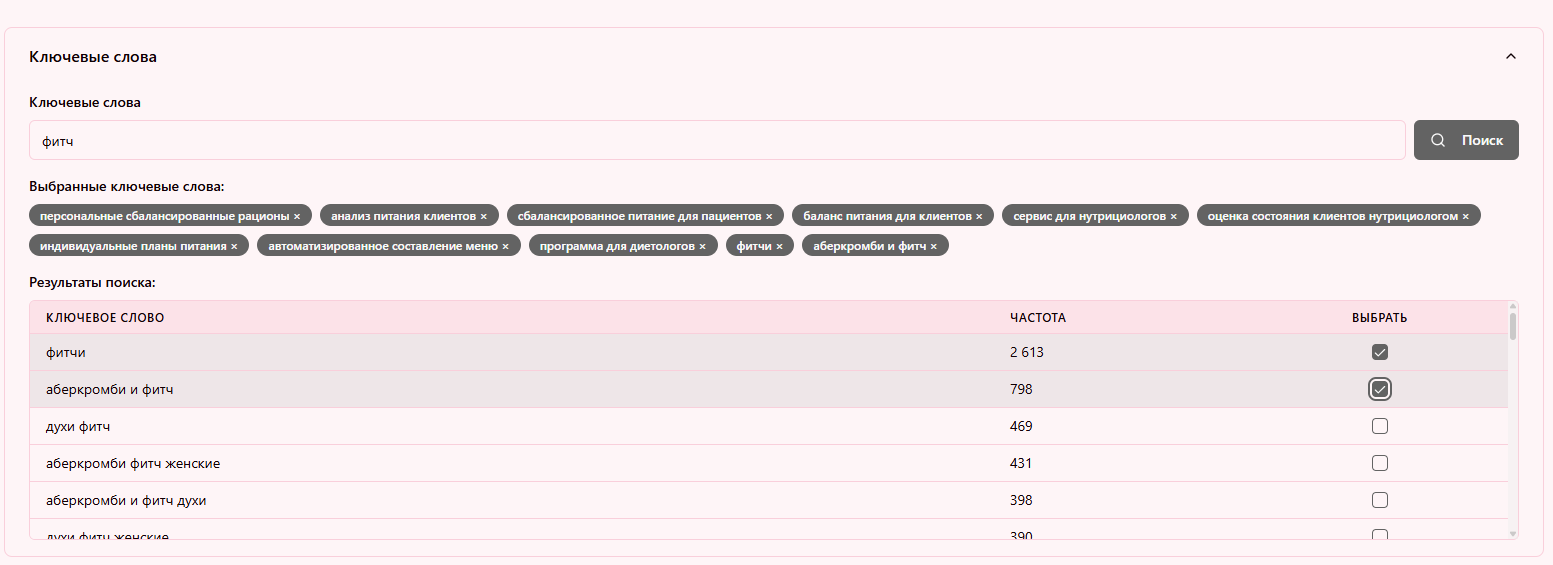 Ключевые слова
Ключевые слова
фитч
Поиск
Выбранные ключевые слова:
персональные сбалансированные рационы × анализ питания клиентов × сбалансированное питание для пациентов × баланс питания для клиентов × сервис для нутрициологов × оценка состояния клиентов нутрициологом ×
индивидуальные планы питания × автоматизированное составление меню × программа для диетологов × фитчи × аберкромби и фитч ×
Результаты поиска:
КЛЮЧЕВОЕ СЛОВО ЧАСТОТА ВЫБРАТЬ
фитчи 2 613
аберкромби и фитч 798
духи фитч 469
аберкромби фитч женские 431
аберкромби и фитч духи 398
духи фитч женские 390